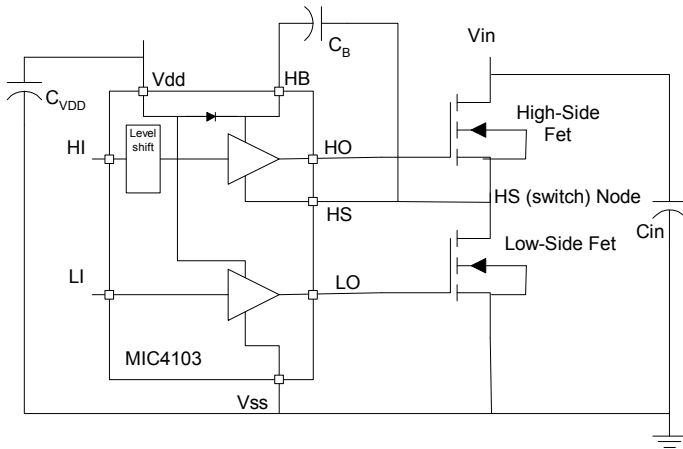 Vin
C_B
Vdd
HB
C_VDD
Level
shift
High-Side
Fet
HI
HO
HS
HS (switch) Node
Cin
Low-Side Fet
LI
LO
MIC4103
Vss